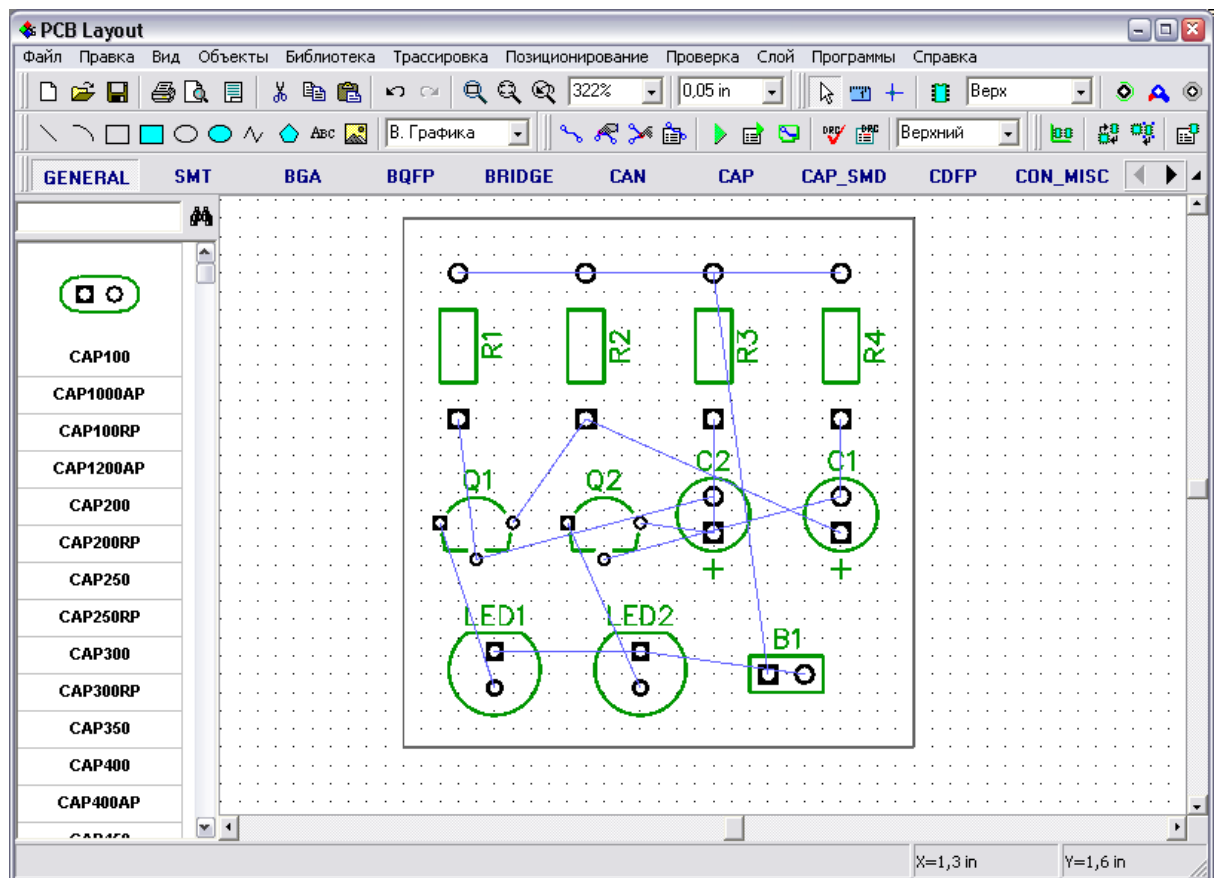 PCB Layout
Файл Правка Вид Объекты Библиотека Трассировка Позиционирование Проверка Слой Программы Справка
322% 0,05 in Верх
ABC В. Графика DRC DRC Верхний
GENERAL SMT BGA BQFP BRIDGE CAN CAP CAP_SMD CDFP CON_MISC
CAP100
CAP1000AP
CAP100RP
CAP1200AP
CAP200
CAP200RP
CAP250
CAP250RP
CAP300
CAP300RP
CAP350
CAP400
CAP400AP
R1 R2 R3 R4
Q1 Q2 C2 C1
+ +
LED1 LED2 B1
X=1,3 in Y=1,6 in